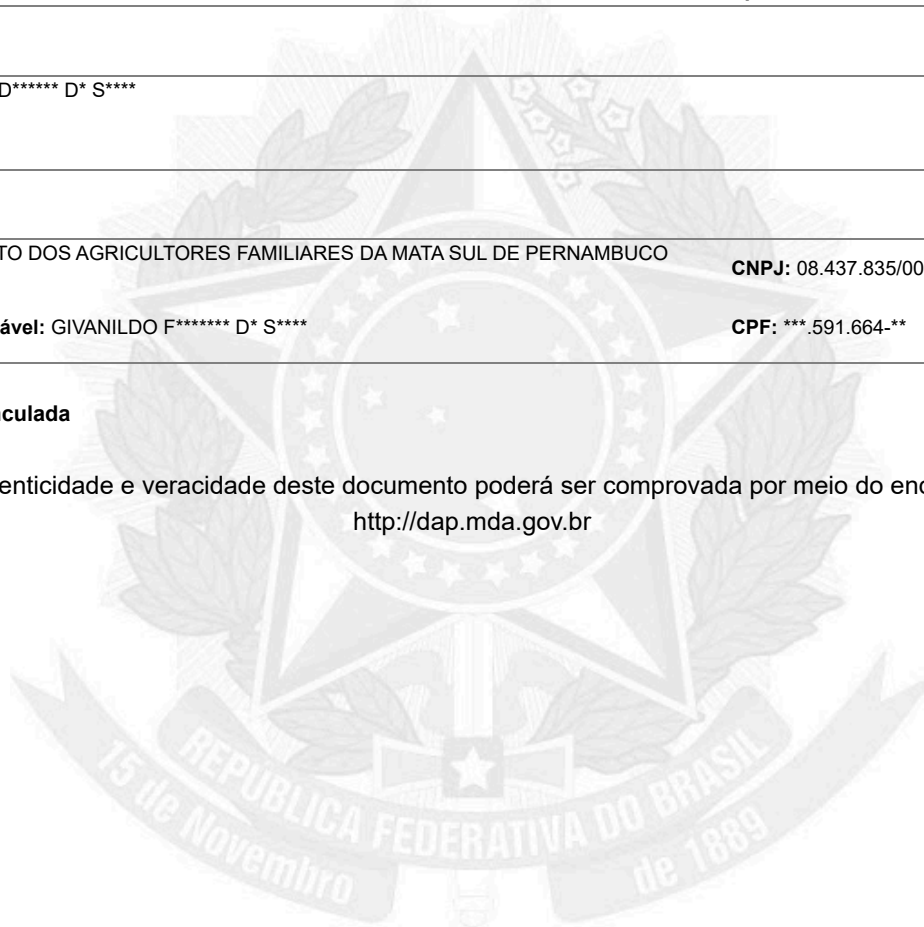 D****** D* S****
TO DOS AGRICULTORES FAMILIARES DA MATA SUL DE PERNAMBUCO
CNPJ: 08.437.835/00
ável: GIVANILDO F******* D* S****
CPF: ***.591.664-**
culada
enticidade e veracidade deste documento poderá ser comprovada por meio do end
http://dap.mda.gov.br
REPUBLICA FEDERATIVA DO BRASIL
15 de Novembro de 1889